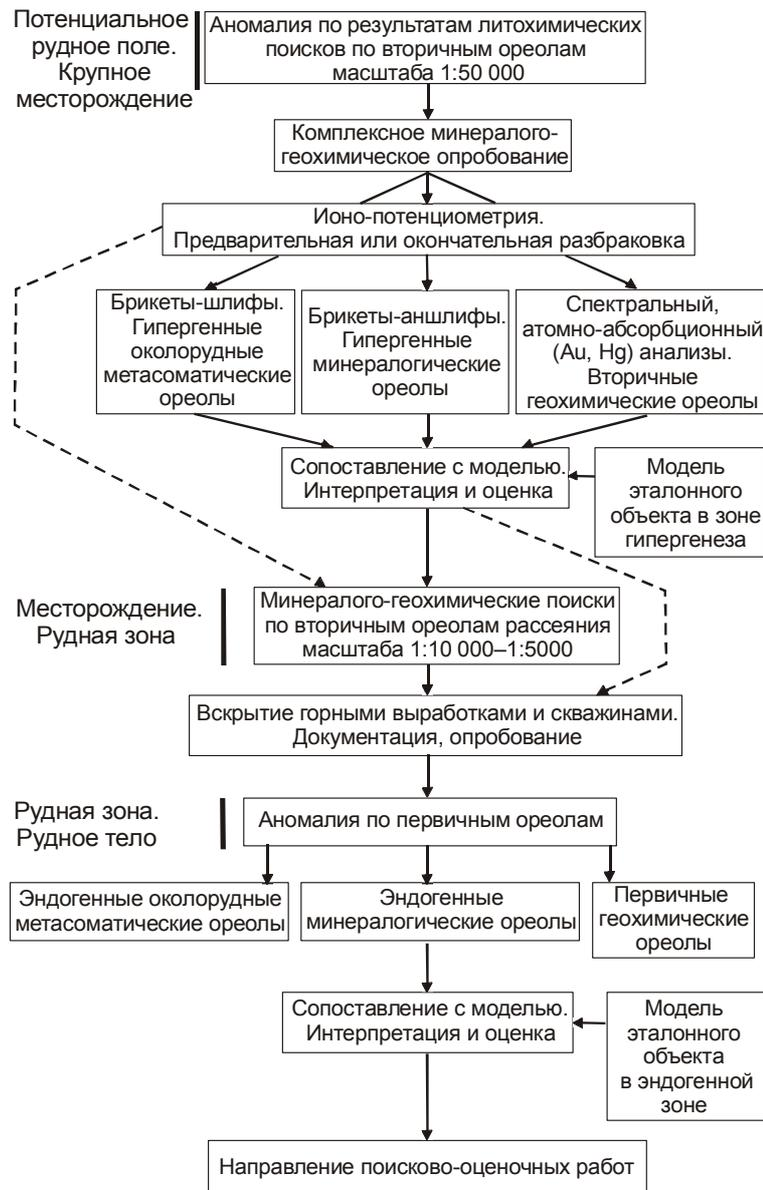 Потенциальное
рудное поле.
Крупное
месторождение
Аномалия по результатам литохимических
поисков по вторичным ореолам
масштаба 1:50 000
Комплексное минералого-
геохимическое опробование
Ионо-потенциометрия.
Предварительная или окончательная разбраковка
Брикеты-шлифы.
Гипергенные
околорудные
метасоматические
ореолы
Брикеты-аншлифы.
Гипергенные
минералогические
ореолы
Спектральный,
атомно-абсорбционный
(Au, Hg) анализы.
Вторичные
геохимические ореолы
Сопоставление с моделью.
Интерпретация и оценка
Модель
эталонного
объекта в зоне
гипергенеза
Месторождение.
Рудная зона
Минералого-геохимические поиски
по вторичным ореолам рассеяния
масштаба 1:10 000–1:5000
Вскрытие горными выработками и скважинами.
Документация, опробование
Рудная зона.
Рудное тело
Аномалия по первичным ореолам
Эндогенные околорудные
метасоматические ореолы
Эндогенные
минералогические ореолы
Первичные
геохимические
ореолы
Сопоставление с моделью.
Интерпретация и оценка
Модель
эталонного
объекта
в эндогенной
зоне
Направление поисково-оценочных работ